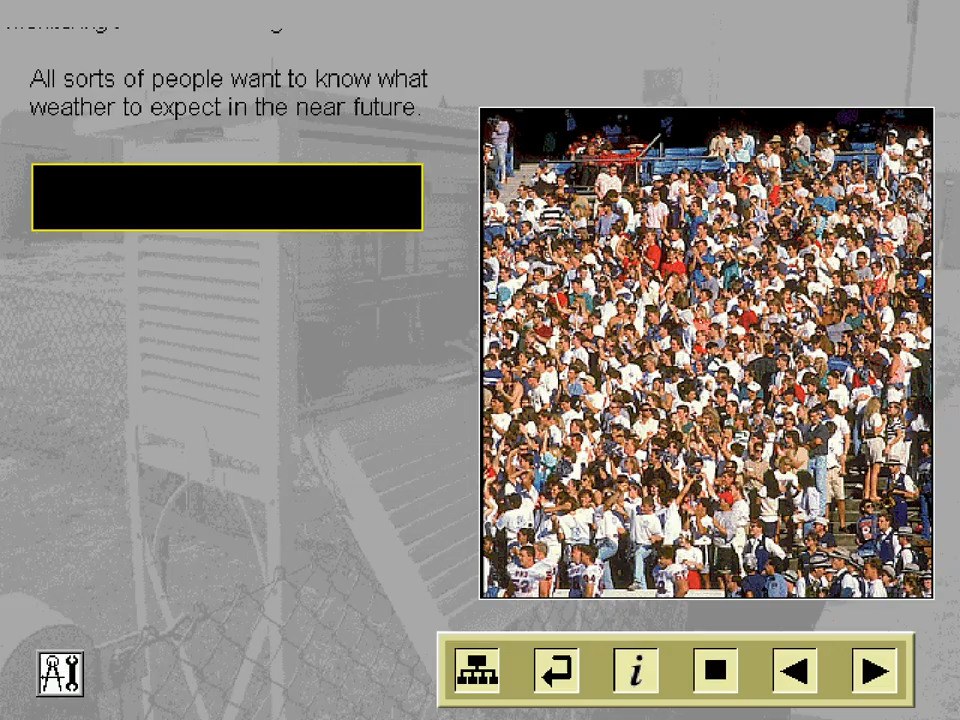 All sorts of people want to know what
weather to expect in the near future.
i